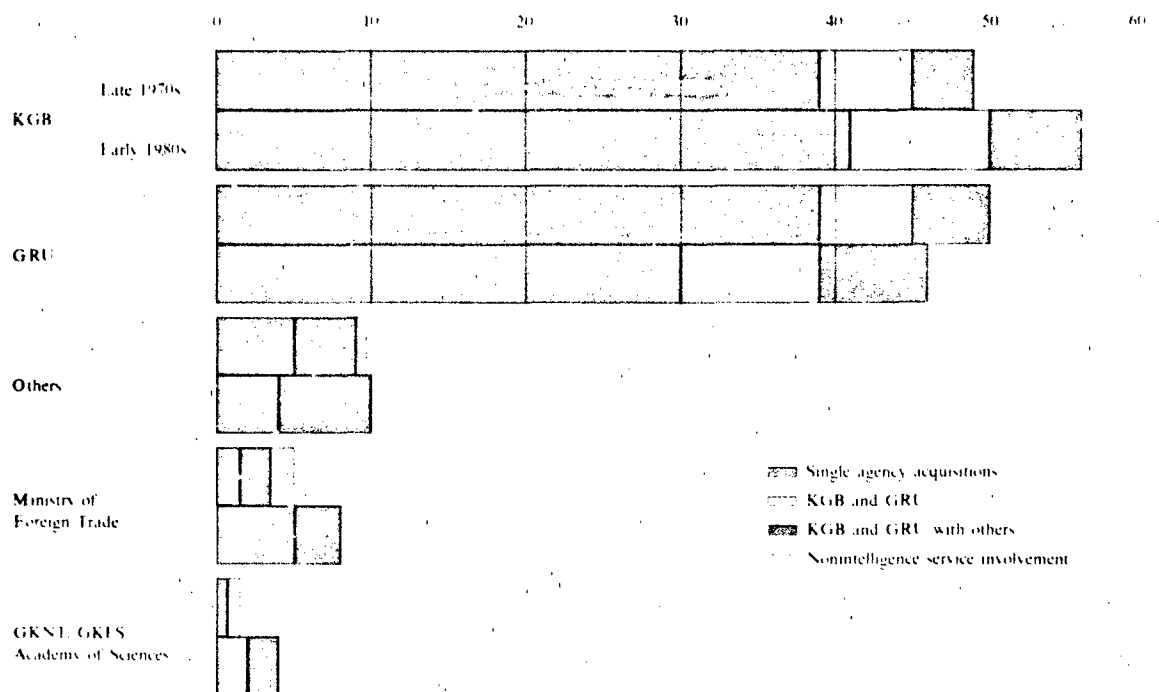 0 10 20 30 40 50 60
Late 1970s
KGB
Early 1980s
GRU
Others
Single agency acquisitions
KGB and GRU
Ministry of
Foreign Trade
KGB and GRU with others
Nonintelligence service involvement
Academy of Sciences